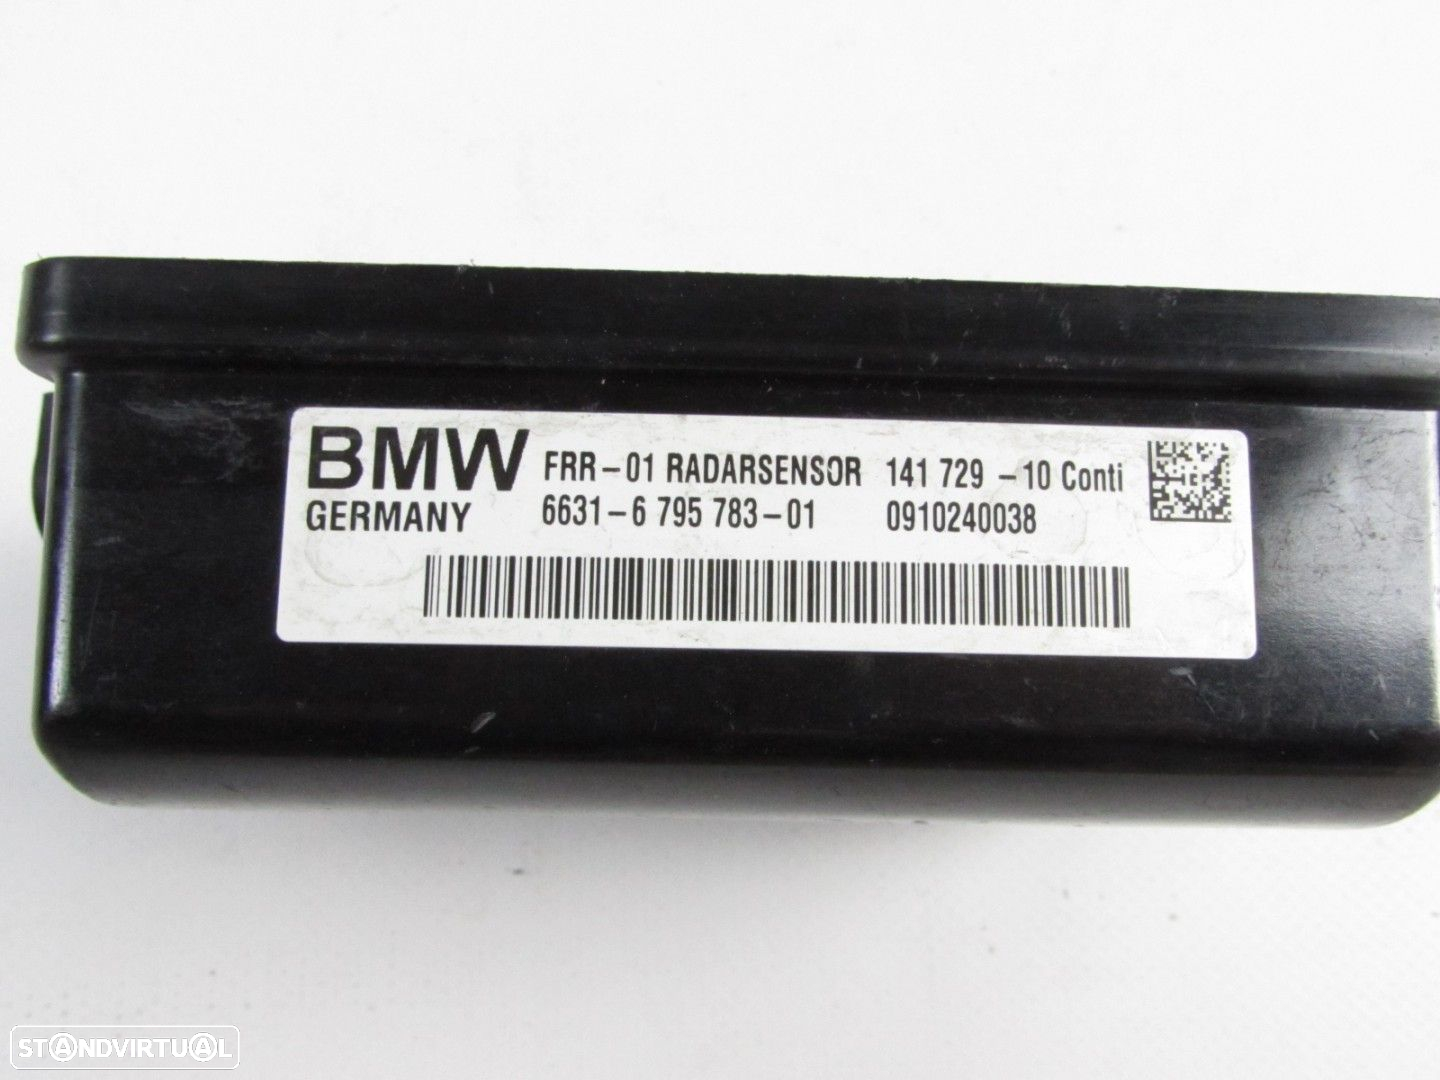 BMW FRR-01 RADARSENSOR 141 729 -10 Conti
GERMANY 6631-6 795 783-01 0910240038
STANDVIRTUAL